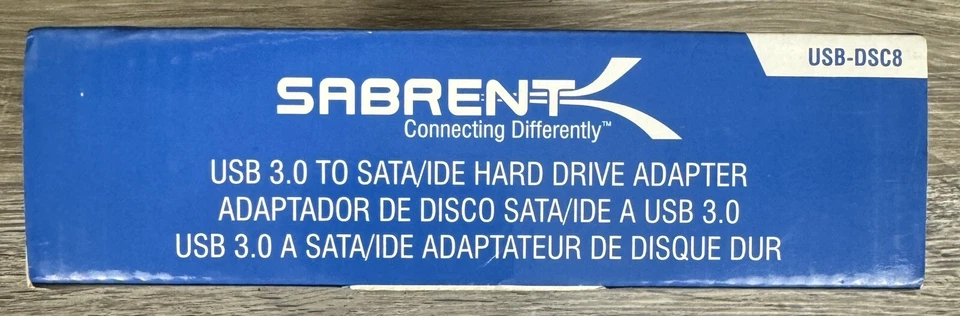 USB-DSC8
SABRENT
Connecting Differently™
USB 3.0 TO SATA/IDE HARD DRIVE ADAPTER
ADAPTADOR DE DISCO SATA/IDE A USB 3.0
USB 3.0 A SATA/IDE ADAPTATEUR DE DISQUE DUR